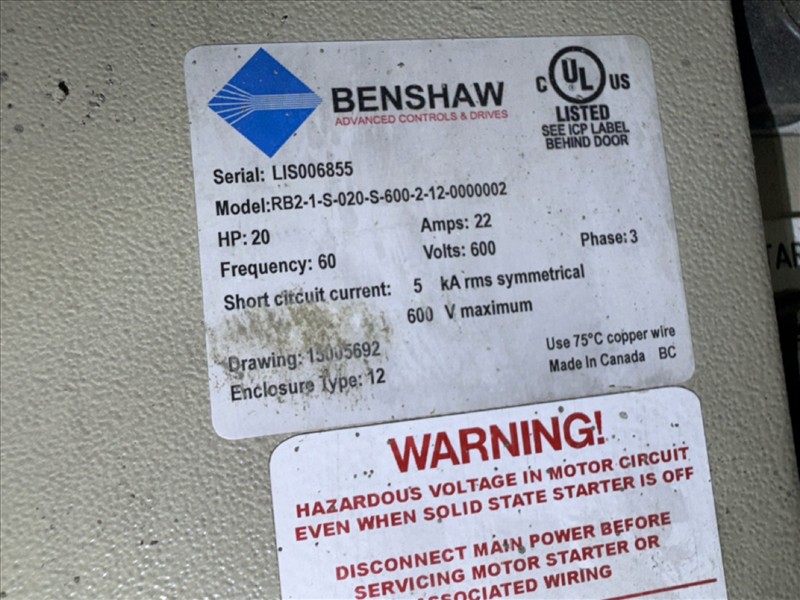 BENSHAW
ADVANCED CONTROLS & DRIVES
C UL US
LISTED
SEE ICP LABEL
BEHIND DOOR
Serial: LIS006855
Model:RB2-1-S-020-S-600-2-12-0000002
HP: 20 Amps: 22
Frequency: 60 Volts: 600 Phase: 3
Short circuit current: 5 kA rms symmetrical
600 V maximum
Drawing: 15005692 Use 75°C copper wire
Enclosure Type: 12 Made In Canada BC
WARNING!
HAZARDOUS VOLTAGE IN MOTOR CIRCUIT
EVEN WHEN SOLID STATE STARTER IS OFF
DISCONNECT MAIN POWER BEFORE
SERVICING MOTOR STARTER OR
ASSOCIATED WIRING